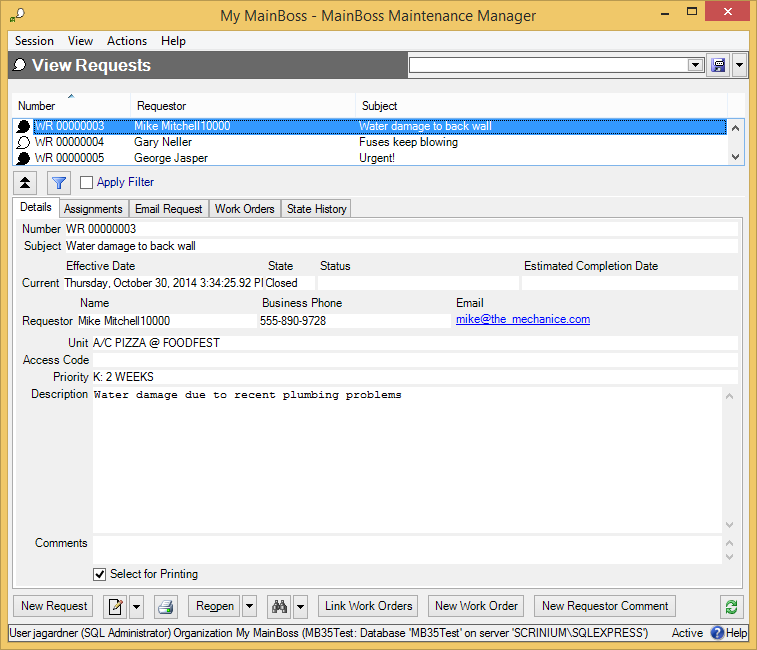 My MainBoss - MainBoss Maintenance Manager
Session View Actions Help
View Requests
Number Requestor Subject
WR 00000003 Mike Mitchell10000 Water damage to back wall
WR 00000004 Gary Neller Fuses keep blowing
WR 00000005 George Jasper Urgent!
Apply Filter
Details Assignments Email Request Work Orders State History
Number WR 00000003
Subject Water damage to back wall
Effective Date State Status Estimated Completion Date
Current Thursday, October 30, 2014 3:34:25.92 PI Closed
Name Business Phone Email
Requestor Mike Mitchell10000 555-890-9728 mike@the_mechanice.com
Unit A/C PIZZA @ FOODFEST
Access Code
Priority K: 2 WEEKS
Description Water damage due to recent plumbing problems
Comments
Select for Printing
New Request Reopen Link Work Orders New Work Order New Requestor Comment
User jagardner (SQL Administrator) Organization My MainBoss (MB35Test: Database 'MB35Test' on server 'SCRINIUM\SQLEXPRESS') Active Help